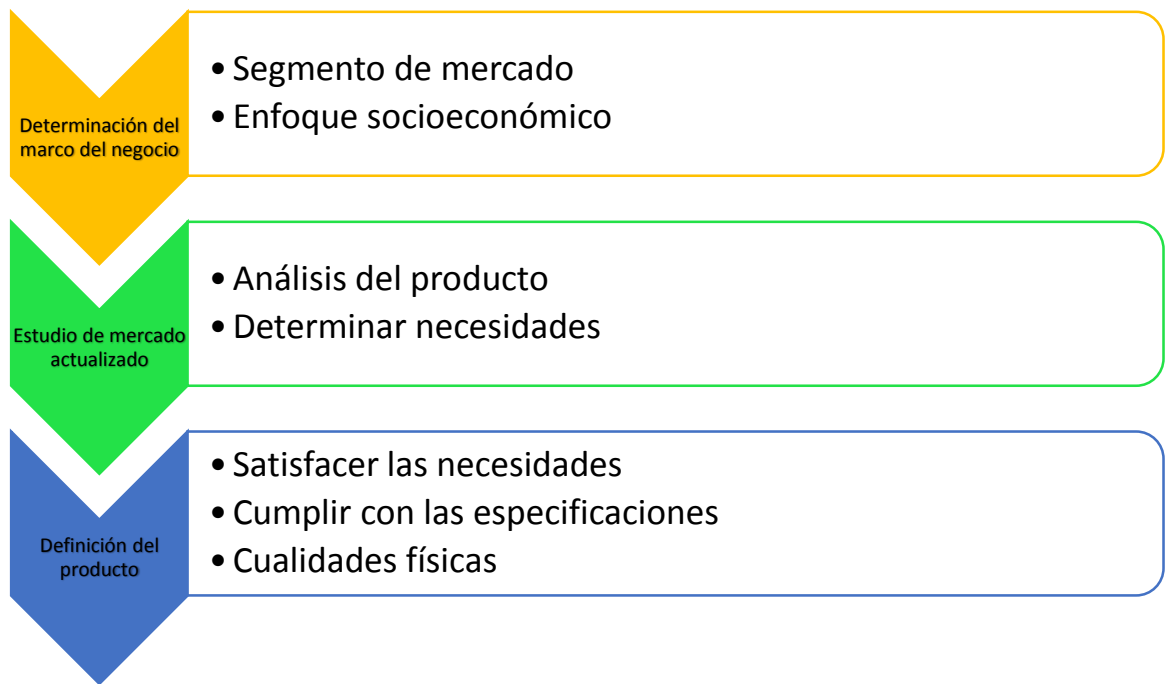 Determinación del
marco del negocio
• Segmento de mercado
• Enfoque socioeconómico
Estudio de mercado
actualizado
• Análisis del producto
• Determinar necesidades
Definición del
producto
• Satisfacer las necesidades
• Cumplir con las especificaciones
• Cualidades físicas